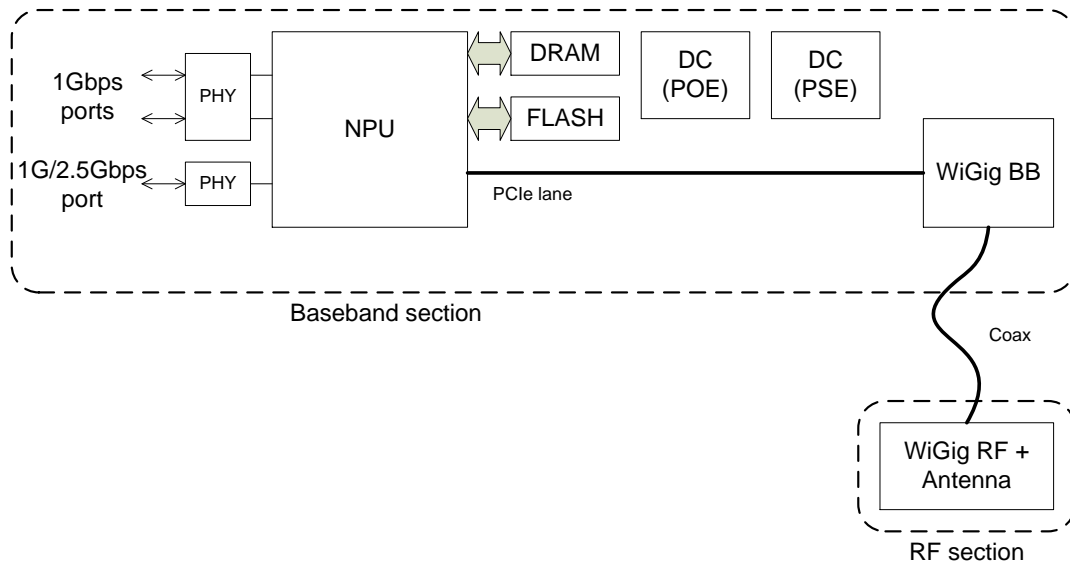 1Gbps
ports
PHY
1G/2.5Gbps
port
PHY
NPU
DRAM
FLASH
DC
(POE)
DC
(PSE)
PCIe lane
WiGig BB
Baseband section
Coax
WiGig RF +
Antenna
RF section